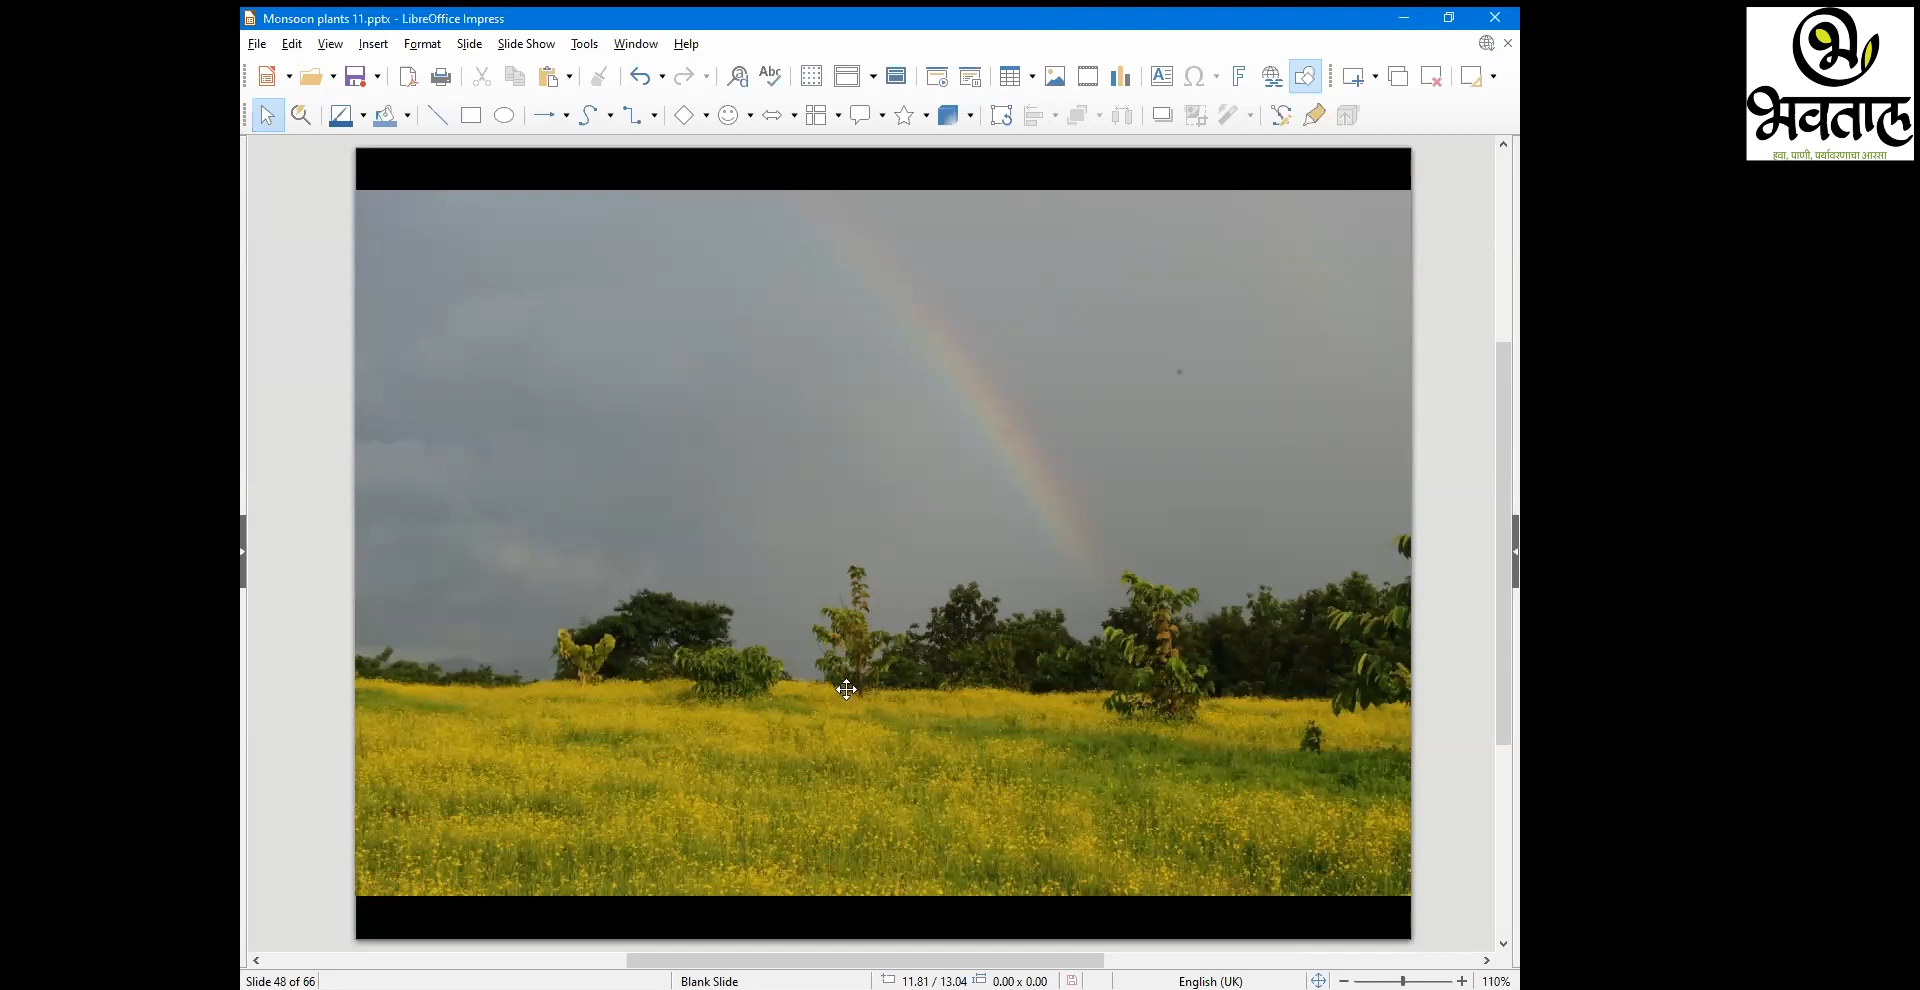 Monsoon plants 11.pptx - LibreOffice Impress
File Edit View Insert Format Slide Slide Show Tools Window Help
Abc
भवताल
हवा, पाणी, पर्यावरणाचा आरसा
Slide 48 of 66 Blank Slide 11.81 / 13.04 0.00 x 0.00 English (UK) 110%